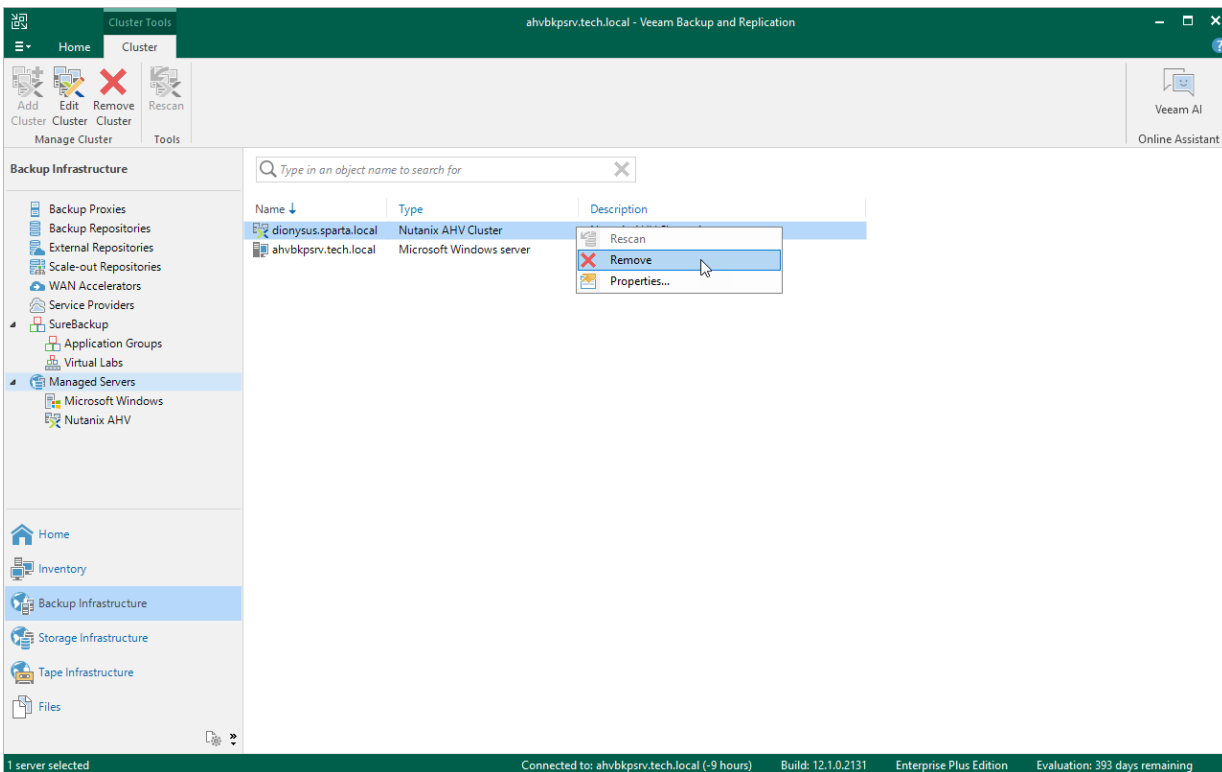 Cluster Tools
ahvbkpsrv.tech.local - Veeam Backup and Replication
Home Cluster
?
Add Cluster
Edit Cluster
Remove Cluster
Rescan
Manage Cluster
Tools
Veeam AI
Online Assistant
Backup Infrastructure
Backup Proxies
Backup Repositories
External Repositories
Scale-out Repositories
WAN Accelerators
Service Providers
SureBackup
Application Groups
Virtual Labs
Managed Servers
Microsoft Windows
Nutanix AHV
Home
Inventory
Backup Infrastructure
Storage Infrastructure
Tape Infrastructure
Files
Type in an object name to search for
Name Type Description
dionysus.sparta.local Nutanix AHV Cluster
ahvbkpsrv.tech.local Microsoft Windows server
Rescan
Remove
Properties...
1 server selected
Connected to: ahvbkpsrv.tech.local (-9 hours) Build: 12.1.0.2131 Enterprise Plus Edition Evaluation: 393 days remaining